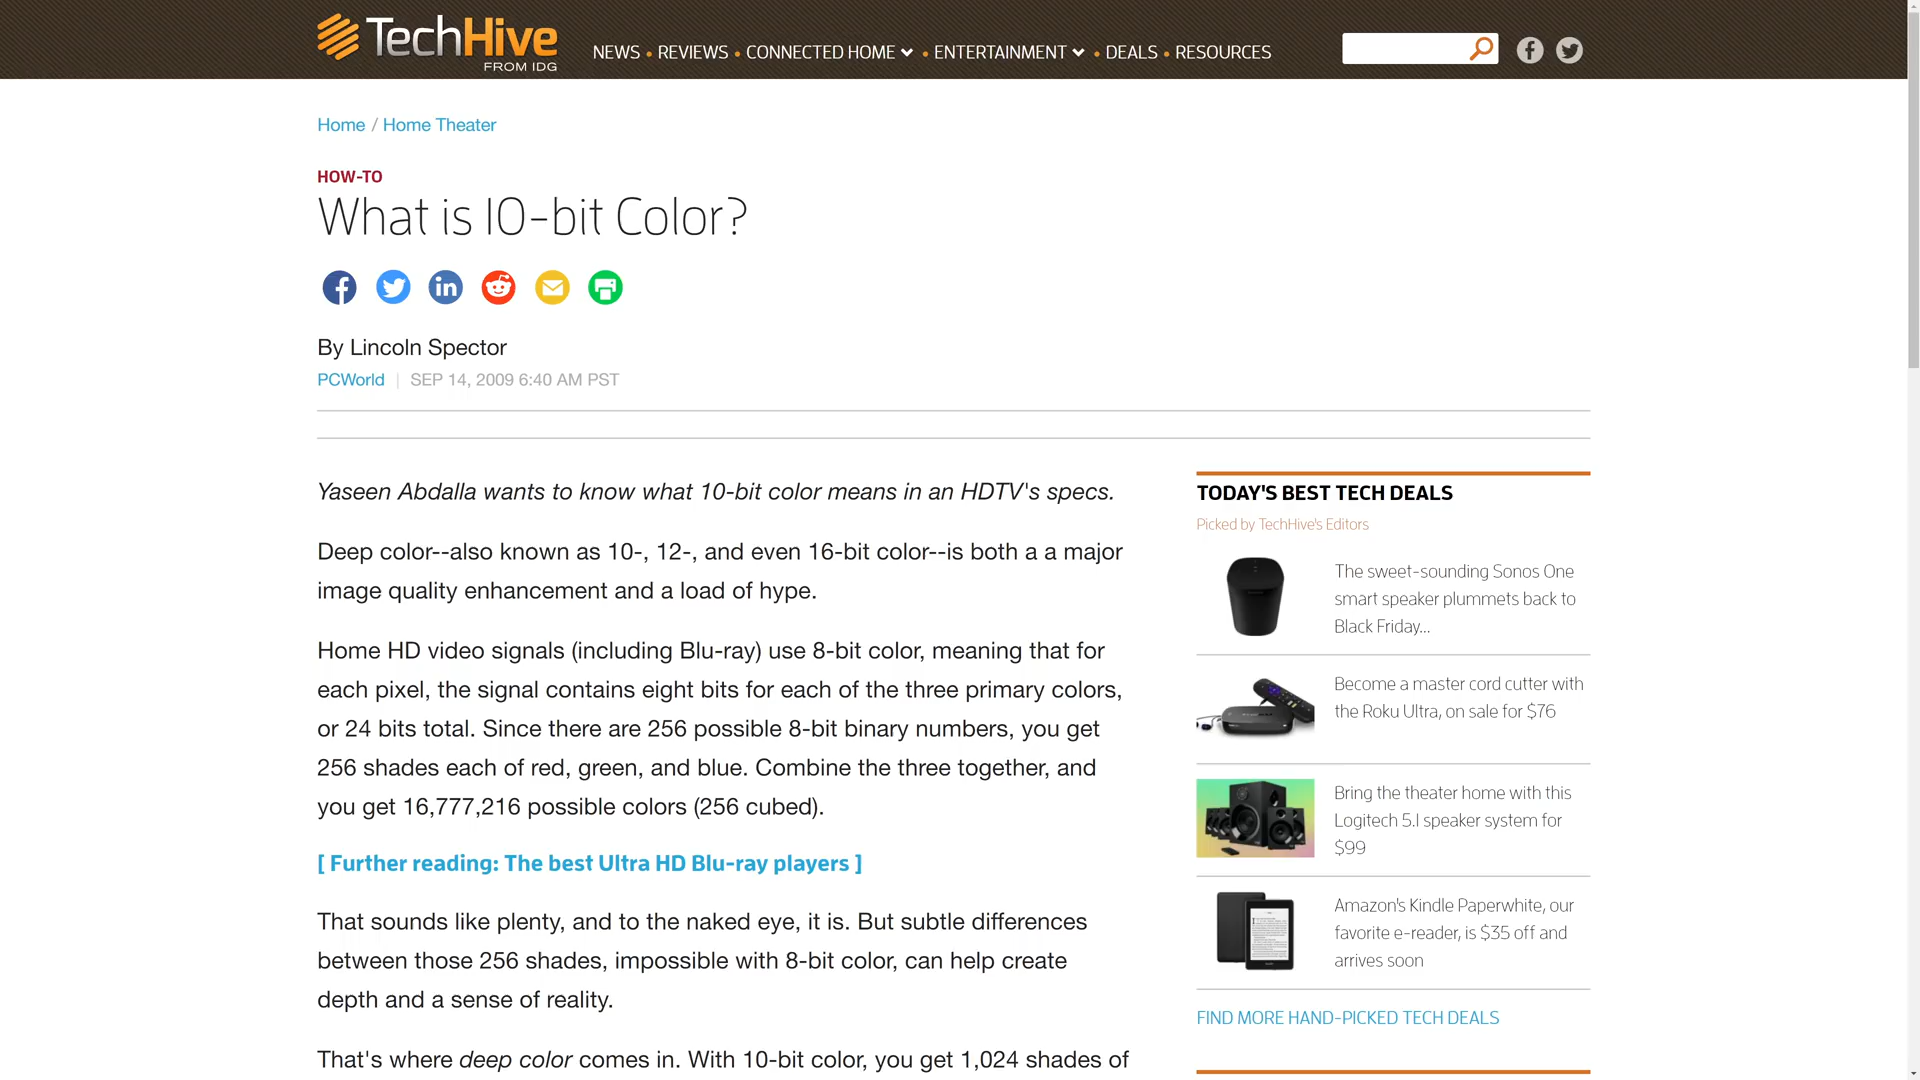 TechHive
FROM IDG
NEWS • REVIEWS • CONNECTED HOME • ENTERTAINMENT • DEALS • RESOURCES
Home / Home Theater
HOW-TO
What is 10-bit Color?
By Lincoln Spector
PCWorld | SEP 14, 2009 6:40 AM PST
Yaseen Abdalla wants to know what 10-bit color means in an HDTV's specs.
Deep color--also known as 10-, 12-, and even 16-bit color--is both a a major
image quality enhancement and a load of hype.
Home HD video signals (including Blu-ray) use 8-bit color, meaning that for
each pixel, the signal contains eight bits for each of the three primary colors,
or 24 bits total. Since there are 256 possible 8-bit binary numbers, you get
256 shades each of red, green, and blue. Combine the three together, and
you get 16,777,216 possible colors (256 cubed).
[ Further reading: The best Ultra HD Blu-ray players ]
That sounds like plenty, and to the naked eye, it is. But subtle differences
between those 256 shades, impossible with 8-bit color, can help create
depth and a sense of reality.
That's where deep color comes in. With 10-bit color, you get 1,024 shades of
TODAY'S BEST TECH DEALS
Picked by TechHive's Editors
The sweet-sounding Sonos One
smart speaker plummets back to
Black Friday...
Become a master cord cutter with
the Roku Ultra, on sale for $76
Bring the theater home with this
Logitech 5.1 speaker system for
$99
Amazon's Kindle Paperwhite, our
favorite e-reader, is $35 off and
arrives soon
FIND MORE HAND-PICKED TECH DEALS